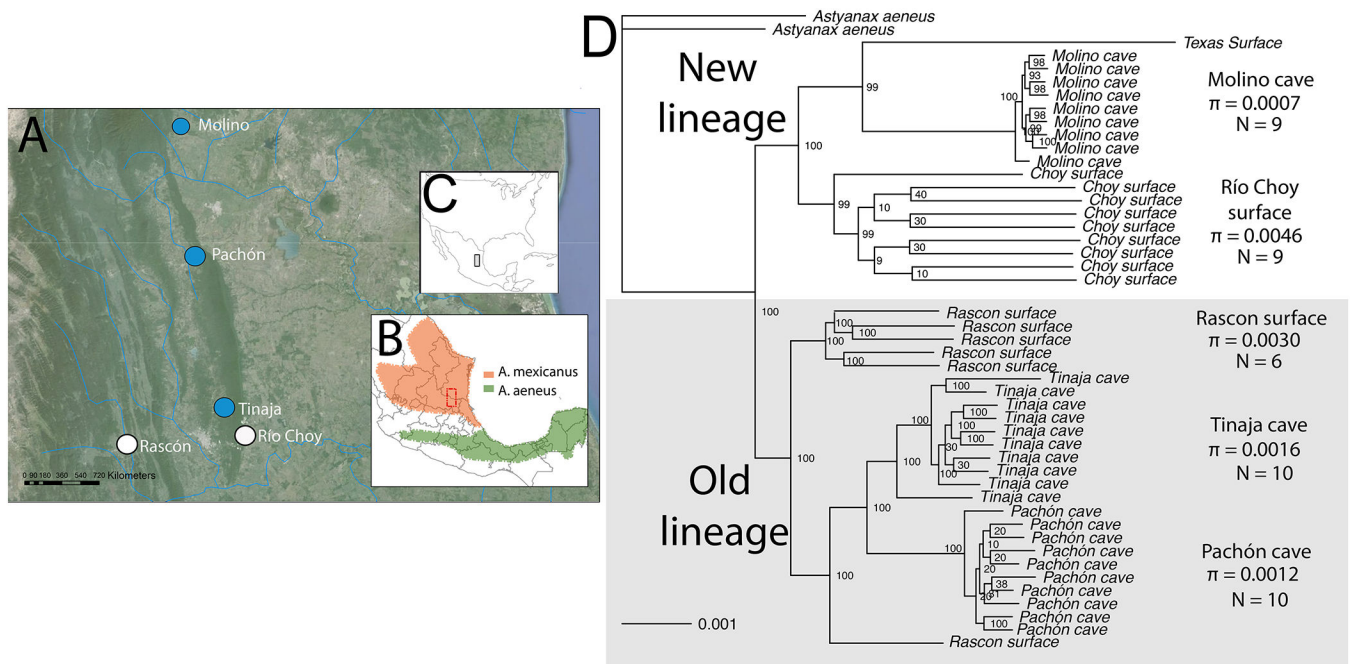 A
Molino
Pachón
Tinaja
Río Choy
Rascón
0 90 180 360 540 720 Kilometers
C
B
A. mexicanus
A. aeneus
D
New
lineage
Old
lineage
Astyanax aeneus
Astyanax aeneus
Texas Surface
Molino cave
Molino cave
Molino cave
Molino cave
Molino cave
Molino cave
Molino cave
Molino cave
Molino cave
Choy surface
Choy surface
Choy surface
Choy surface
Choy surface
Choy surface
Choy surface
Choy surface
Choy surface
Rascon surface
Rascon surface
Rascon surface
Rascon surface
Rascon surface
Tinaja cave
Tinaja cave
Tinaja cave
Tinaja cave
Tinaja cave
Tinaja cave
Tinaja cave
Tinaja cave
Tinaja cave
Tinaja cave
Pachón cave
Pachón cave
Pachón cave
Pachón cave
Pachón cave
Pachón cave
Pachón cave
Pachón cave
Pachón cave
Pachón cave
Rascon surface
99
98
93
98
100
98
100
100
99
40
10
30
99
30
9
10
100
100
100
100
100
100
100
100
100
100
100
30
30
100
100
100
100
100
20
10
20
20
38
100
0.001
Molino cave
π = 0.0007
N = 9
Río Choy
surface
π = 0.0046
N = 9
Rascon surface
π = 0.0030
N = 6
Tinaja cave
π = 0.0016
N = 10
Pachón cave
π = 0.0012
N = 10